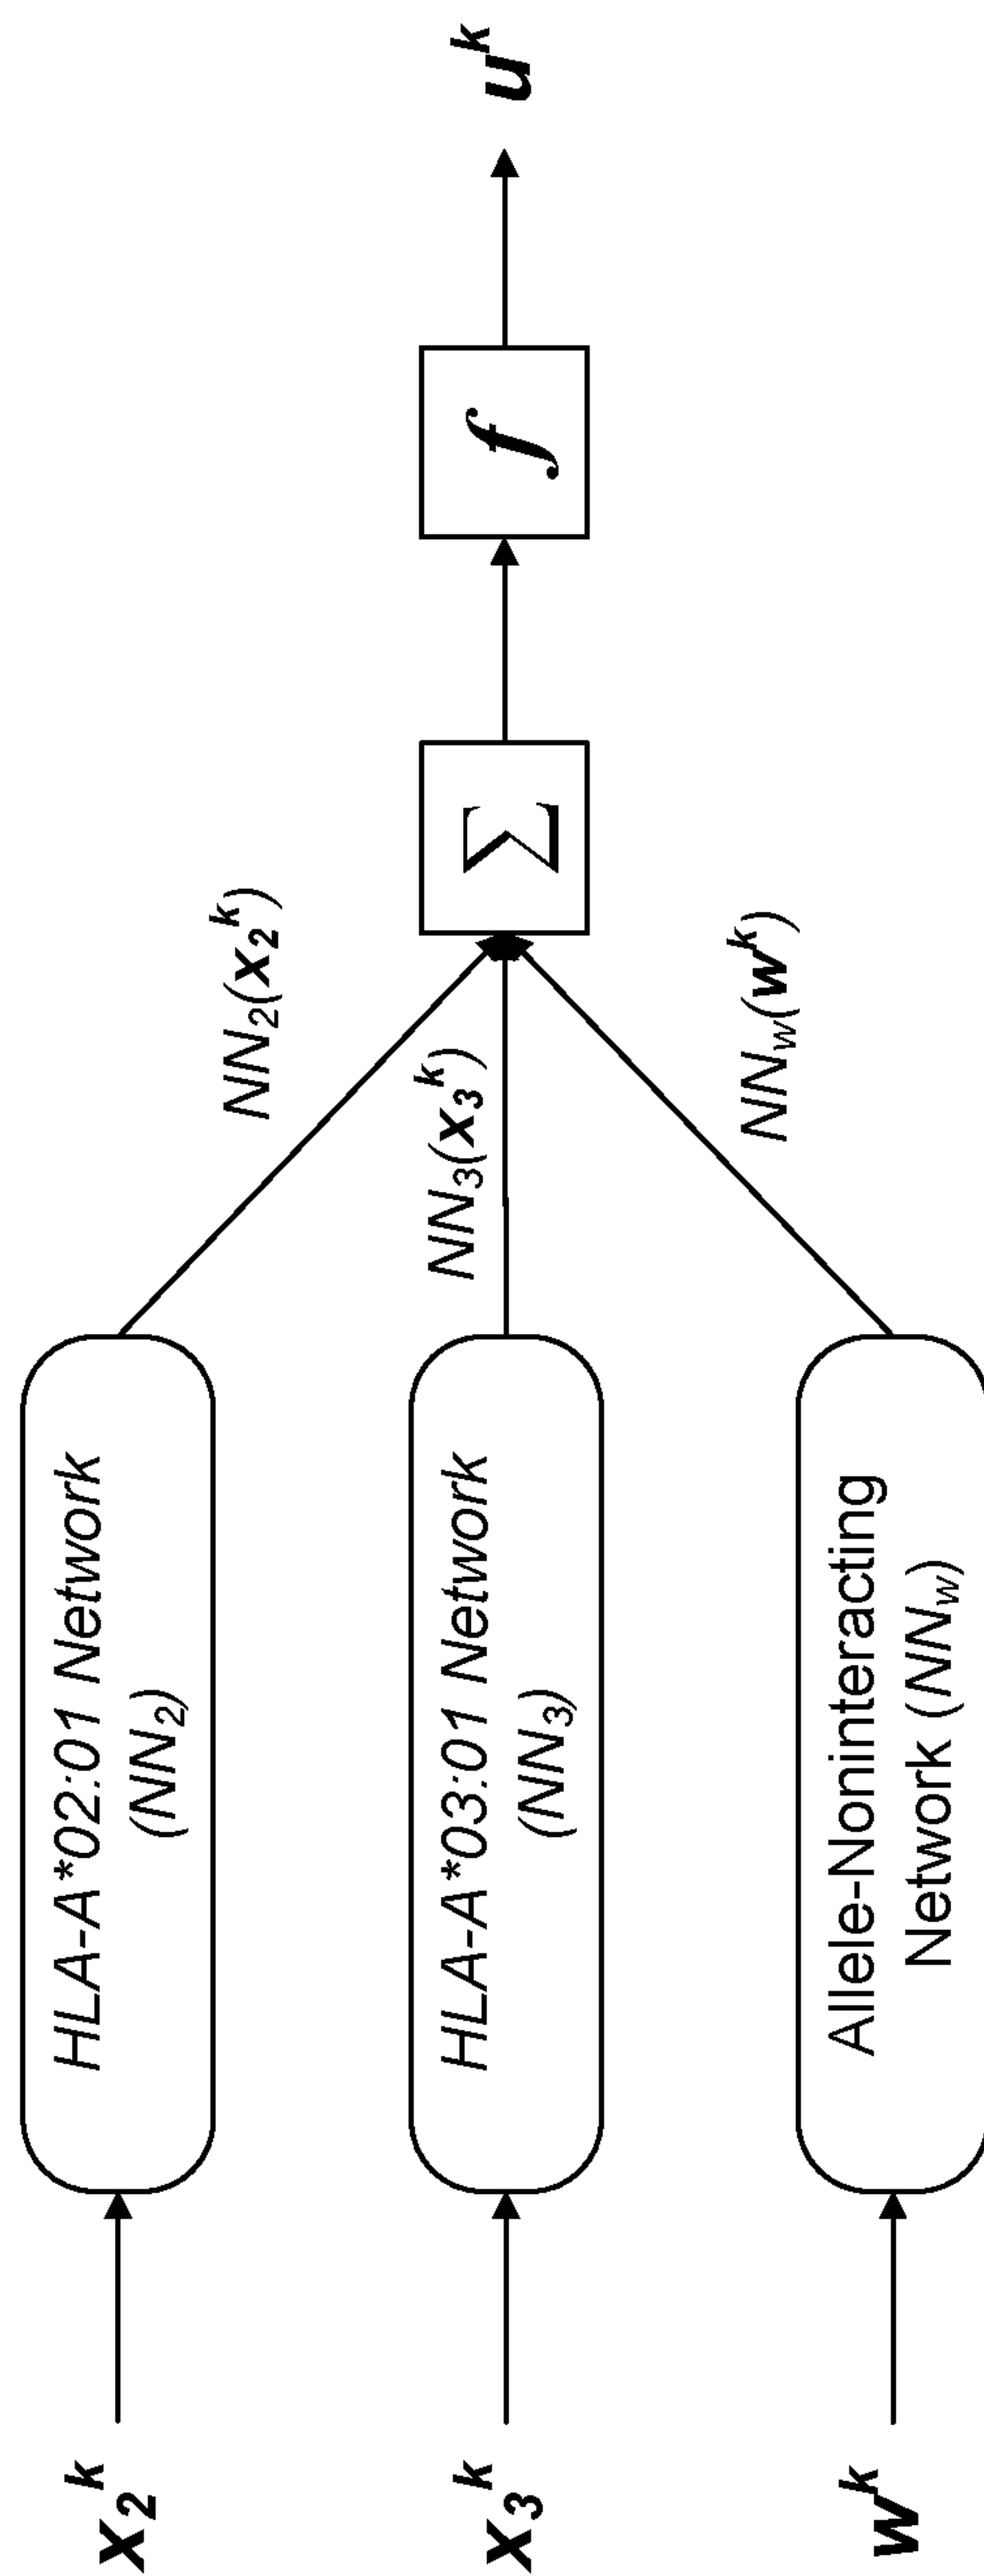 x₂ᵏ
HLA-A*02:01 Network
(NN₂)
NN₂(x₂ᵏ)
x₃ᵏ
HLA-A*03:01 Network
(NN₃)
NN₃(x₃ᵏ)
wᵏ
Allele-Noninteracting
Network (NN_w)
NN_w(wᵏ)
Σ
f
uᵏ